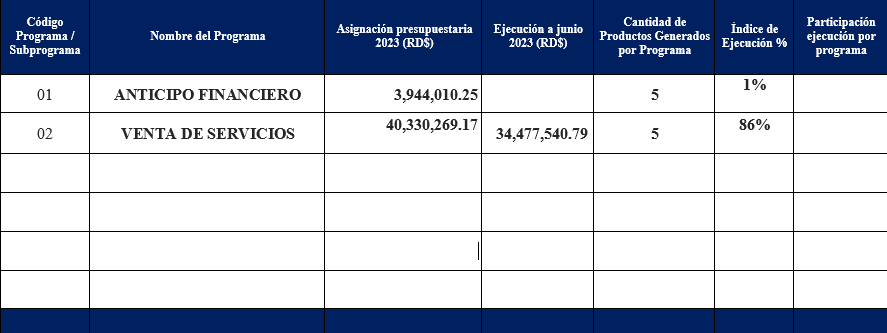 Código Programa / Subprograma
Nombre del Programa
Asignación presupuestaria 2023 (RD$)
Ejecución a junio 2023 (RD$)
Cantidad de Productos Generados por Programa
Índice de Ejecución %
Participación ejecución por programa
01 ANTICIPO FINANCIERO 3,944,010.25 5 1%
02 VENTA DE SERVICIOS 40,330,269.17 34,477,540.79 5 86%